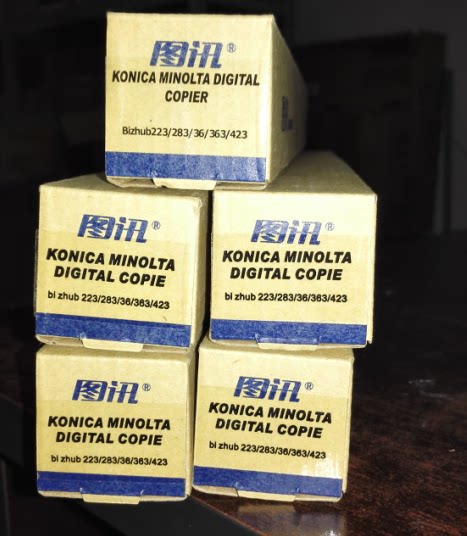 图讯®
KONICA MINOLTA DIGITAL
COPIER
Bizhub223/283/36/363/423
图讯®
KONICA MINOLTA
DIGITAL COPIE
bi zhub 223/283/36/363/423
图讯®
KONICA MINOLTA
DIGITAL COPIE
bi zhub 223/283/36/363/423
图讯®
KONICA MINOLTA
DIGITAL COPIE
bi zhub 223/283/36/363/423
图讯®
KONICA MINOLTA
DIGITAL COPIE
bi zhub 223/283/36/363/423